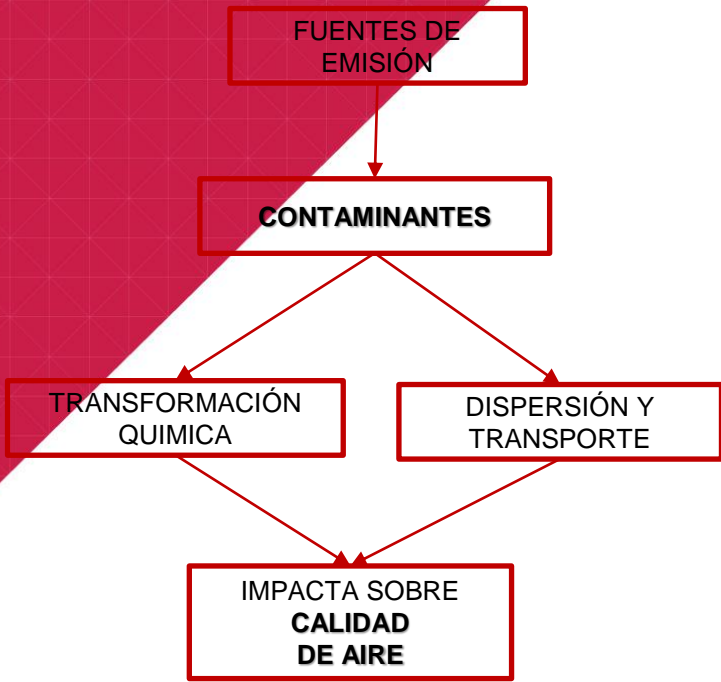 FUENTES DE
EMISIÓN
CONTAMINANTES
TRANSFORMACIÓN
QUIMICA
DISPERSIÓN Y
TRANSPORTE
IMPACTA SOBRE
CALIDAD
DE AIRE